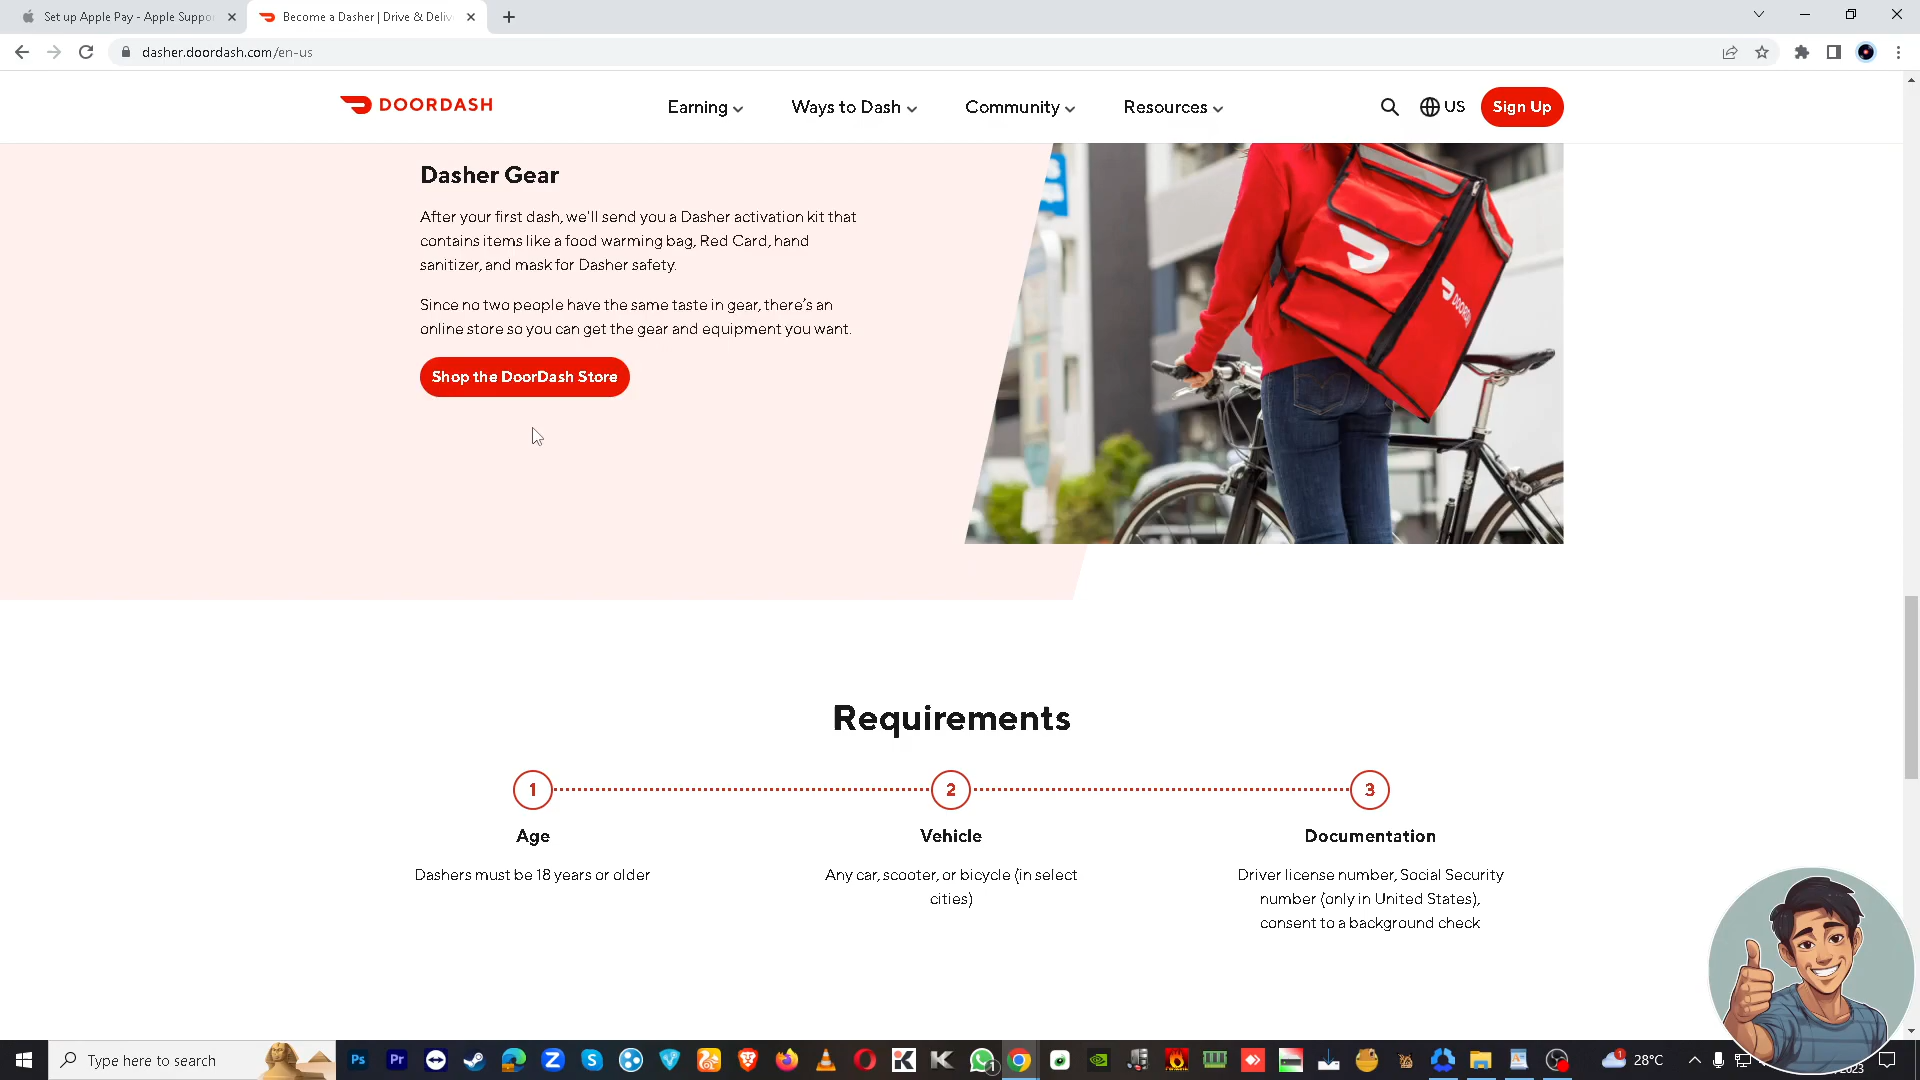 Set up Apple Pay - Apple Suppor
Become a Dasher | Drive & Deliv
dasher.doordash.com/en-us
DOORDASH
Earning
Ways to Dash
Community
Resources
US
Sign Up
Dasher Gear
After your first dash, we'll send you a Dasher activation kit that
contains items like a food warming bag, Red Card, hand
sanitizer, and mask for Dasher safety.
Since no two people have the same taste in gear, there's an
online store so you can get the gear and equipment you want.
Shop the DoorDash Store
Requirements
1
2
3
Age
Vehicle
Documentation
Dashers must be 18 years or older
Any car, scooter, or bicycle (in select
cities)
Driver license number, Social Security
number (only in United States),
consent to a background check
Type here to search
Ps
Pr
1
1
28°C
2023